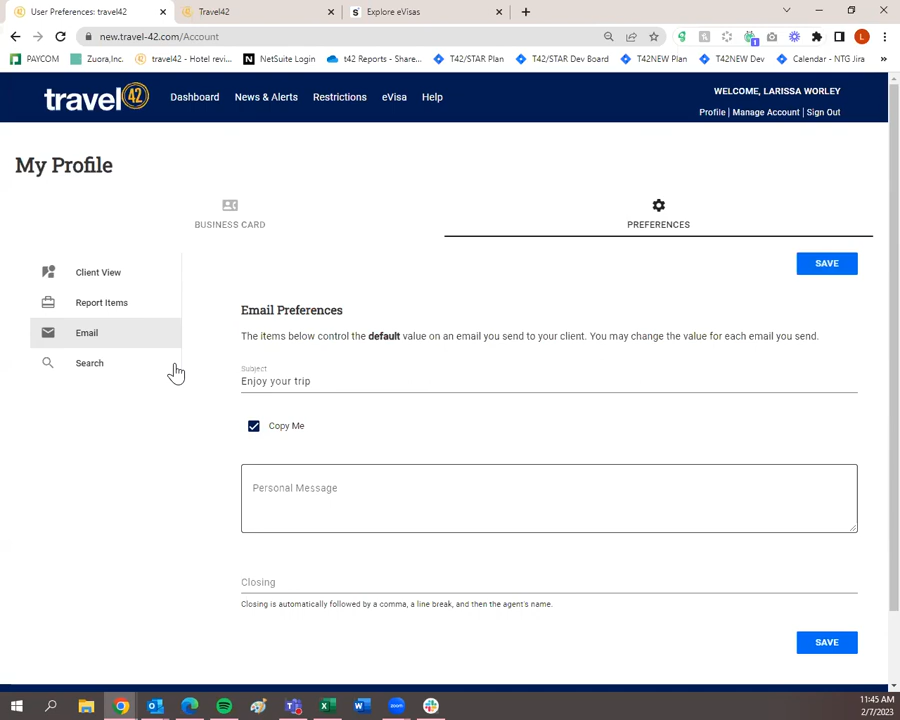 User Preferences: travel42
Travel42
Explore eVisas
new.travel-42.com/Account
PAYCOM
Zuora,Inc.
travel42 - Hotel revi...
NetSuite Login
t42 Reports - Share...
T42/STAR Plan
T42/STAR Dev Board
T42NEW Plan
T42NEW Dev
Calendar - NTG Jira
travel 42
Dashboard
News & Alerts
Restrictions
eVisa
Help
WELCOME, LARISSA WORLEY
Profile | Manage Account | Sign Out
My Profile
BUSINESS CARD
PREFERENCES
Client View
Report Items
Email
Search
SAVE
Email Preferences
The items below control the default value on an email you send to your client. You may change the value for each email you send.
Subject
Enjoy your trip
Copy Me
Personal Message
Closing
Closing is automatically followed by a comma, a line break, and then the agent's name.
SAVE
11:45 AM
2/7/2023